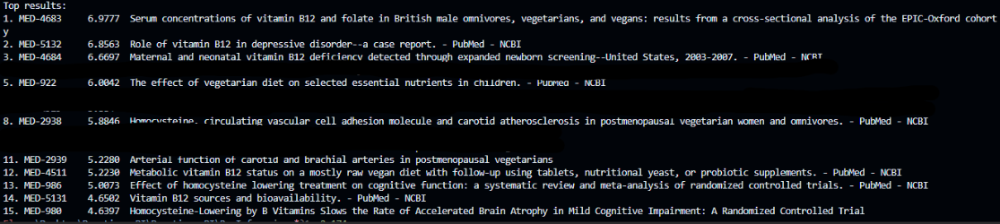 Top results:
1. MED-4683 6.9777 Serum concentrations of vitamin B12 and folate in British male omnivores, vegetarians, and vegans: results from a cross-sectional analysis of the EPIC-Oxford cohort
y
2. MED-5132 6.8563 Role of vitamin B12 in depressive disorder--a case report. - PubMed - NCBI
3. MED-4684 6.6697 Maternal and neonatal vitamin B12 deficiency detected through expanded newborn screening--United States, 2003-2007. - PubMed - NCBI
5. MED-922 6.0042 The effect of vegetarian diet on selected essential nutrients in children. - PubMed - NCBI
8. MED-2938 5.8846 Homocysteine, circulating vascular cell adhesion molecule and carotid atherosclerosis in postmenopausal vegetarian women and omnivores. - PubMed - NCBI
11. MED-2939 5.2280 Arterial function of carotid and brachial arteries in postmenopausal vegetarians
12. MED-4511 5.2230 Metabolic vitamin B12 status on a mostly raw vegan diet with follow-up using tablets, nutritional yeast, or probiotic supplements. - PubMed - NCBI
13. MED-986 5.0073 Effect of homocysteine lowering treatment on cognitive function: a systematic review and meta-analysis of randomized controlled trials. - PubMed - NCBI
14. MED-5131 4.6502 Vitamin B12 sources and bioavailability. - PubMed - NCBI
15. MED-980 4.6397 Homocysteine-Lowering by B Vitamins Slows the Rate of Accelerated Brain Atrophy in Mild Cognitive Impairment: A Randomized Controlled Trial